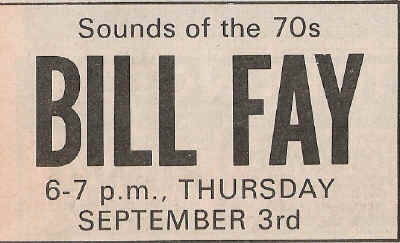 Sounds of the 70s
BILL FAY
6-7 p.m., THURSDAY
SEPTEMBER 3rd